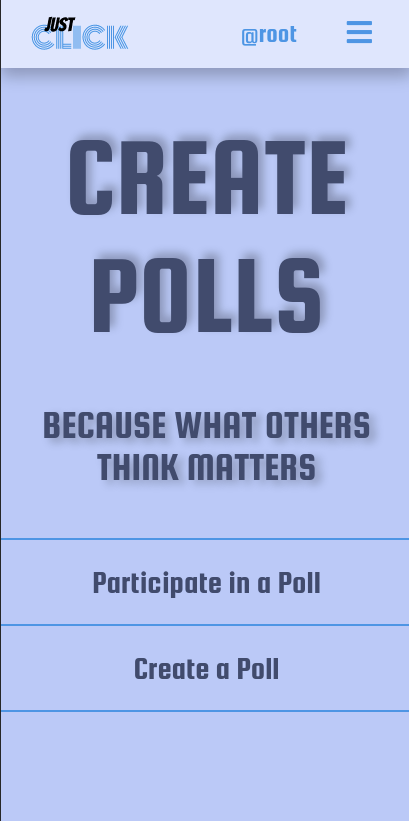 JUST
CLICK
@root
CREATE
POLLS
BECAUSE WHAT OTHERS
THINK MATTERS
Participate in a Poll
Create a Poll